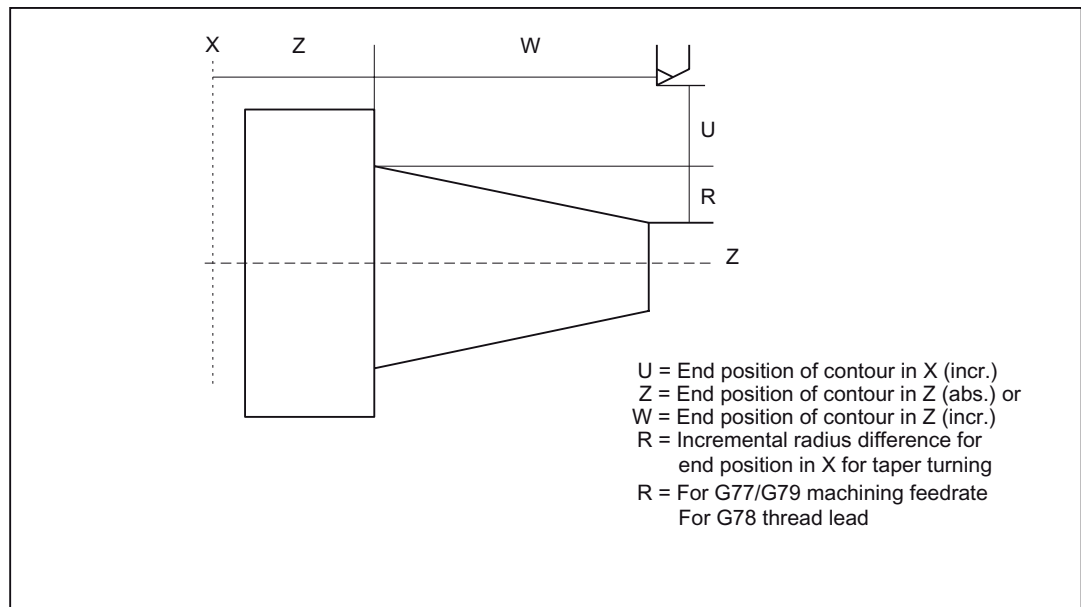 X
Z
W
U
R
Z
U = End position of contour in X (incr.)
Z = End position of contour in Z (abs.) or
W = End position of contour in Z (incr.)
R = Incremental radius difference for
end position in X for taper turning
R = For G77/G79 machining feedrate
For G78 thread lead